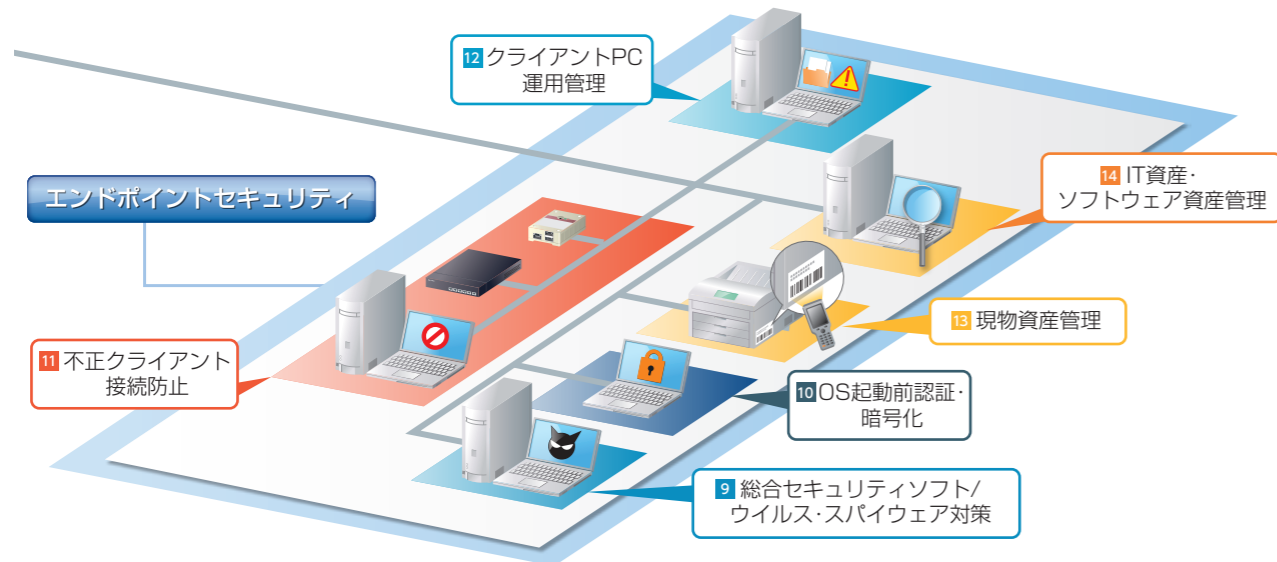 12 クライアントPC
運用管理
エンドポイントセキュリティ
14 IT資産・
ソフトウェア資産管理
13 現物資産管理
11 不正クライアント
接続防止
10 OS起動前認証・
暗号化
9 総合セキュリティソフト/
ウイルス・スパイウェア対策